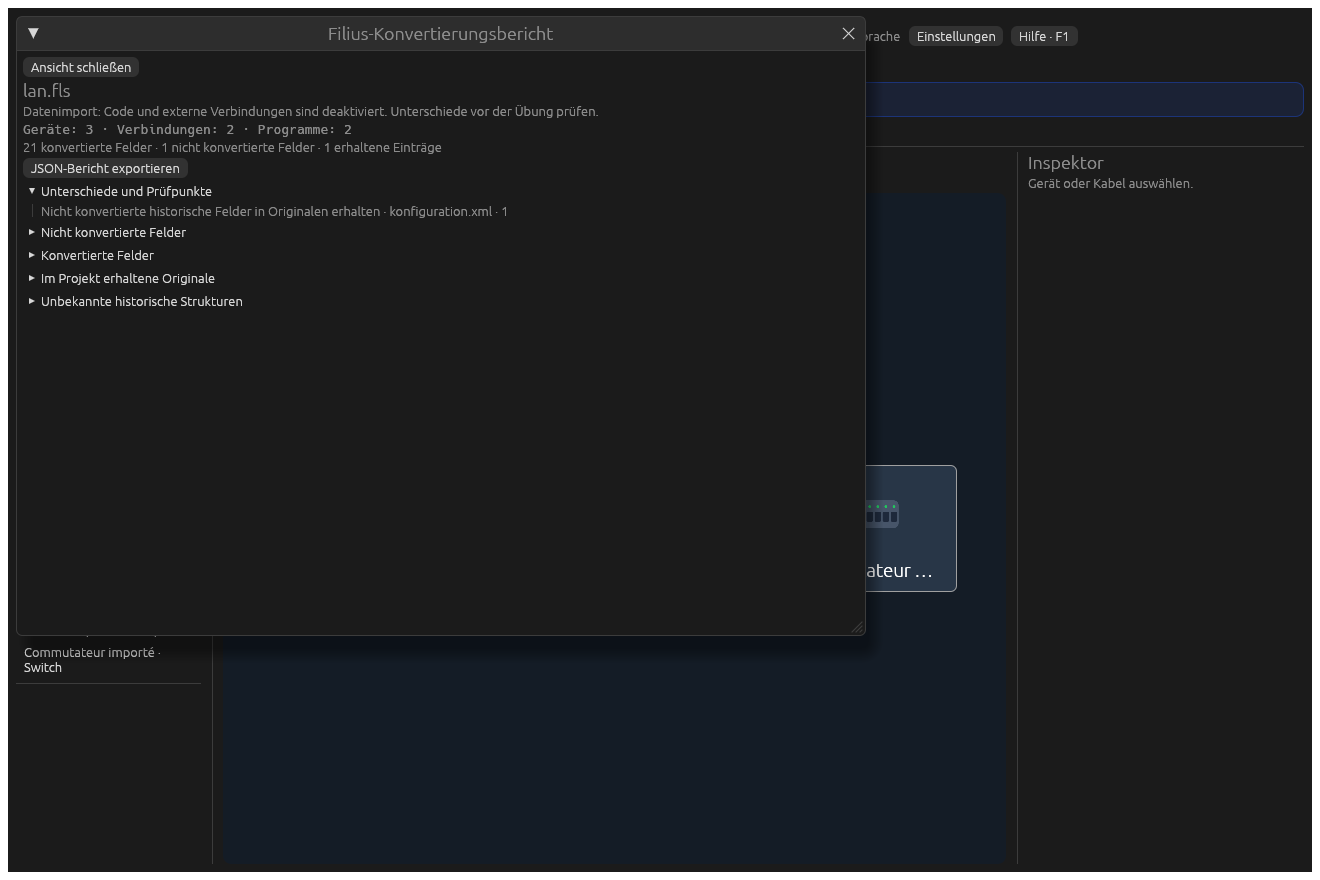 Filius-Konvertierungsbericht
Einstellungen
Hilfe · F1
Ansicht schließen
lan.fls
Datenimport: Code und externe Verbindungen sind deaktiviert. Unterschiede vor der Übung prüfen.
Geräte: 3 · Verbindungen: 2 · Programme: 2
21 konvertierte Felder · 1 nicht konvertierte Felder · 1 erhaltene Einträge
JSON-Bericht exportieren
Unterschiede und Prüfpunkte
Nicht konvertierte historische Felder in Originalen erhalten · konfiguration.xml · 1
Nicht konvertierte Felder
Konvertierte Felder
Im Projekt erhaltene Originale
Unbekannte historische Strukturen
Inspektor
Gerät oder Kabel auswählen.
ateur …
Commutateur importé ·
Switch